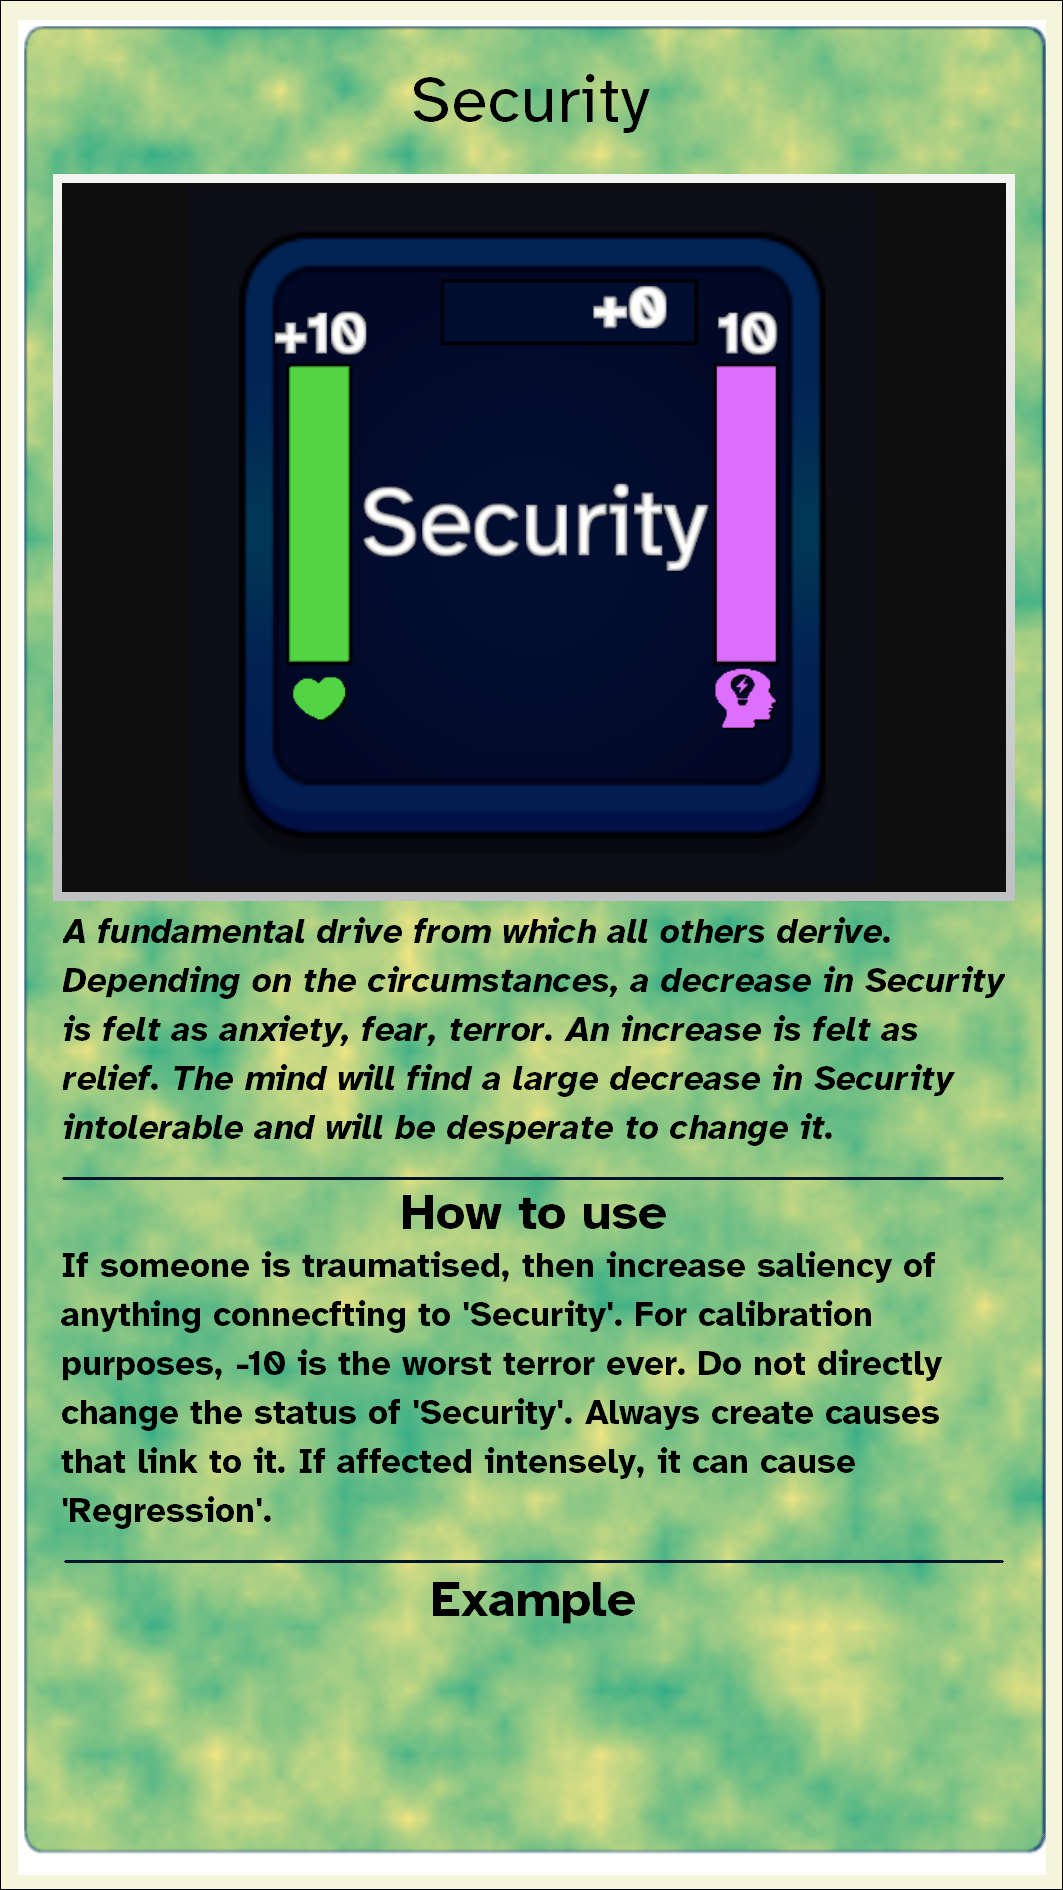 Security
+0
+10
10
Security
A fundamental drive from which all others derive.
Depending on the circumstances, a decrease in Security
is felt as anxiety, fear, terror. An increase is felt as
relief. The mind will find a large decrease in Security
intolerable and will be desperate to change it.
How to use
If someone is traumatised, then increase saliency of
anything connecfting to 'Security'. For calibration
purposes, -10 is the worst terror ever. Do not directly
change the status of 'Security'. Always create causes
that link to it. If affected intensely, it can cause
'Regression'.
Example